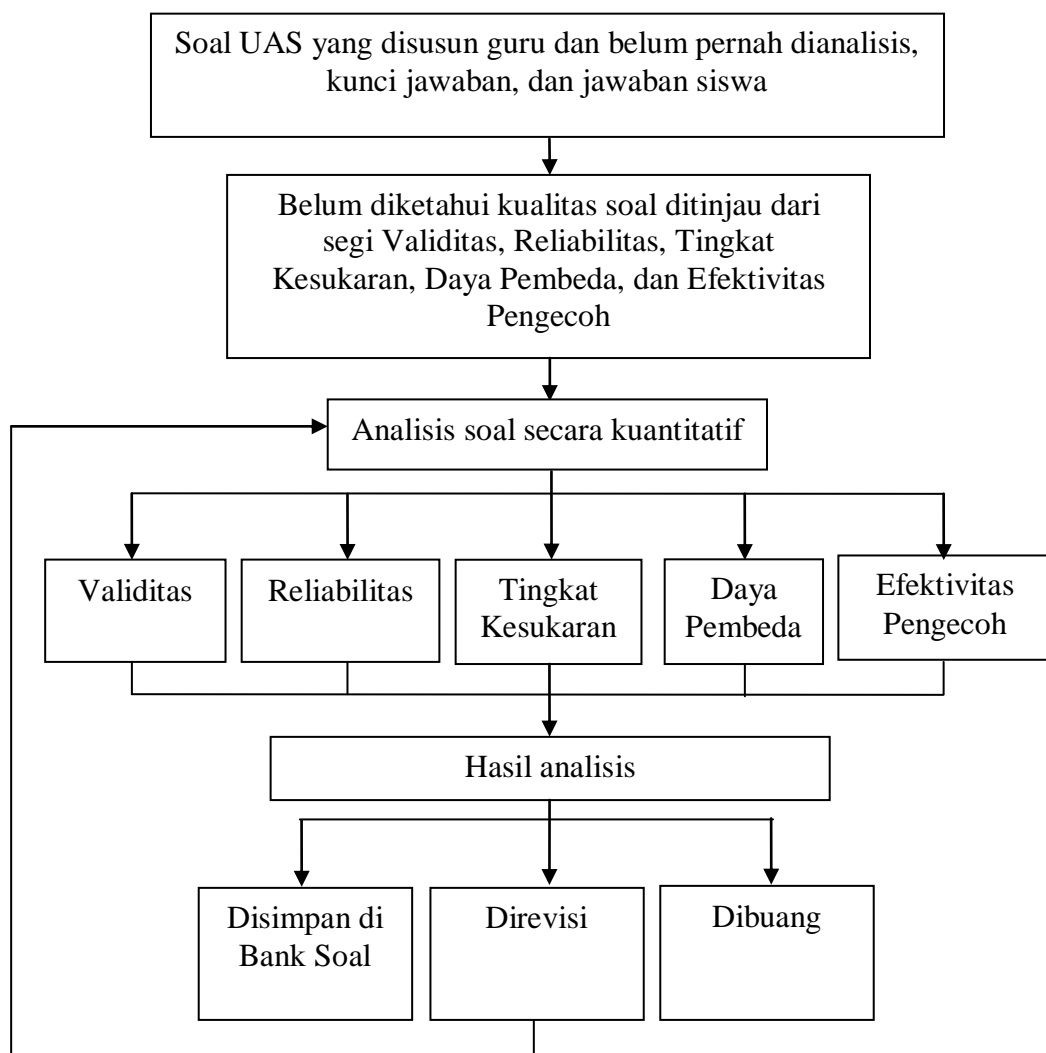 Soal UAS yang disusun guru dan belum pernah dianalisis,
kunci jawaban, dan jawaban siswa
Belum diketahui kualitas soal ditinjau dari
segi Validitas, Reliabilitas, Tingkat
Kesukaran, Daya Pembeda, dan Efektivitas
Pengecoh
Analisis soal secara kuantitatif
Validitas
Reliabilitas
Tingkat
Kesukaran
Daya
Pembeda
Efektivitas
Pengecoh
Hasil analisis
Disimpan di
Bank Soal
Direvisi
Dibuang